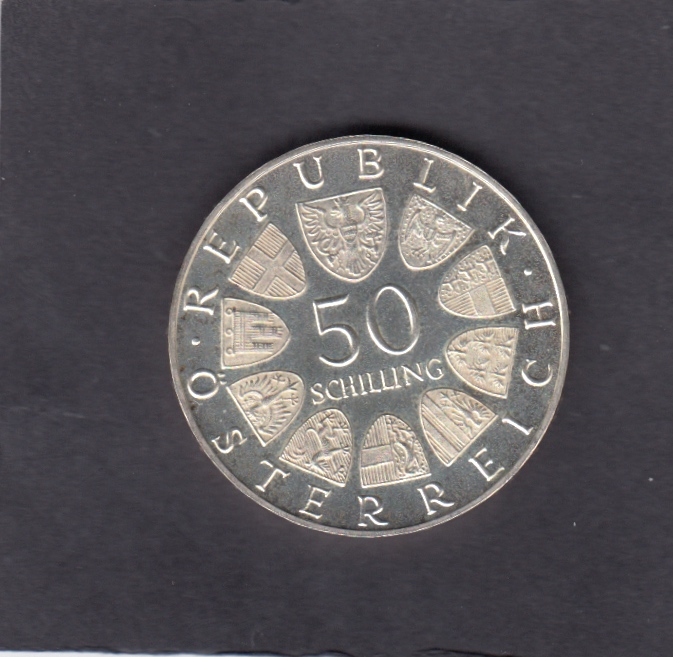 REPUBLIK · ÖSTERREICH ·
50
SCHILLING